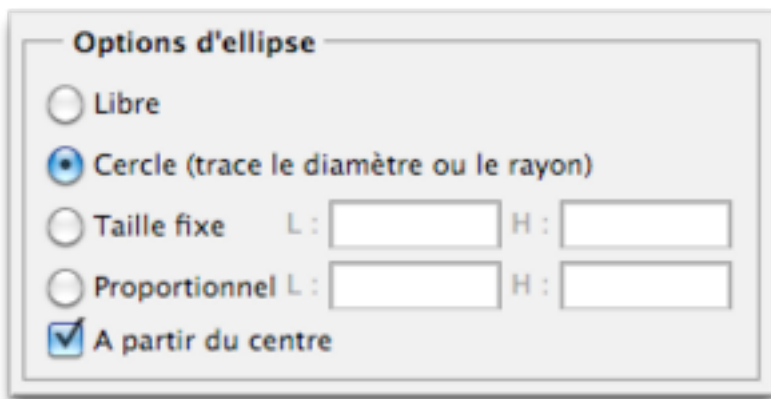 Options d'ellipse
Libre
Cercle (trace le diamètre ou le rayon)
Taille fixe L : H :
Proportionnel L : H :
A partir du centre